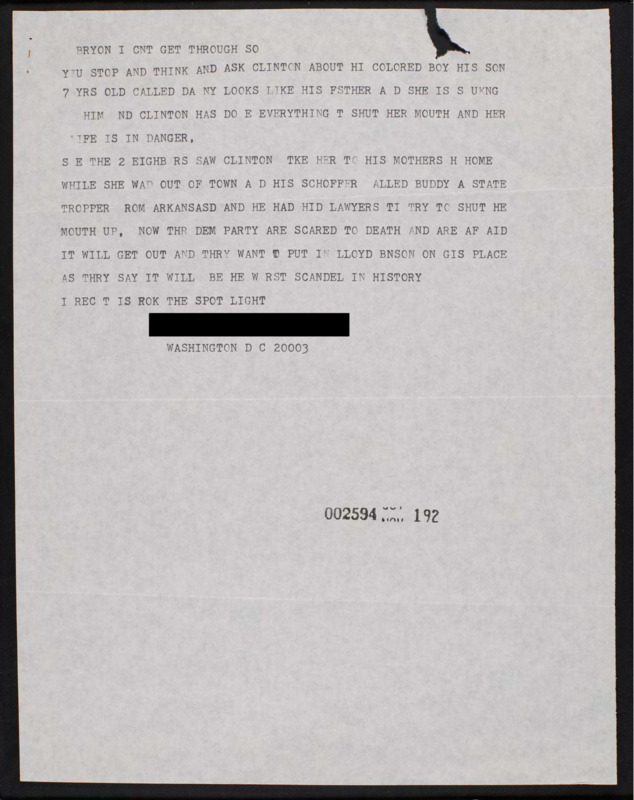 BRYON I CNT GET THROUGH SO
YOU STOP AND THINK AND ASK CLINTON ABOUT HI COLORED BOY HIS SON
7 YRS OLD CALLED DA NY LOOKS LIKE HIS FSTHER A D SHE IS S UKNG
HIM ND CLINTON HAS DO E EVERYTHING T SHUT HER MOUTH AND HER
IFE IS IN DANGER,
S E THE 2 EIGHB RS SAW CLINTON TKE HER TO HIS MOTHERS H HOME
WHILE SHE WAD OUT OF TOWN A D HIS SCHOFFER ALLED BUDDY A STATE
TROPPER ROM ARKANSASD AND HE HAD HID LAWYERS TI TRY TO SHUT HE
MOUTH UP, NOW THR DEM PARTY ARE SCARED TO DEATH AND ARE AF AID
IT WILL GET OUT AND THRY WANT T PUT IN LLOYD BNSON ON GIS PLACE
AS THRY SAY IT WILL BE HE W RST SCANDEL IN HISTORY
I REC T IS ROK THE SPOT LIGHT
WASHINGTON D C 20003
002594 192